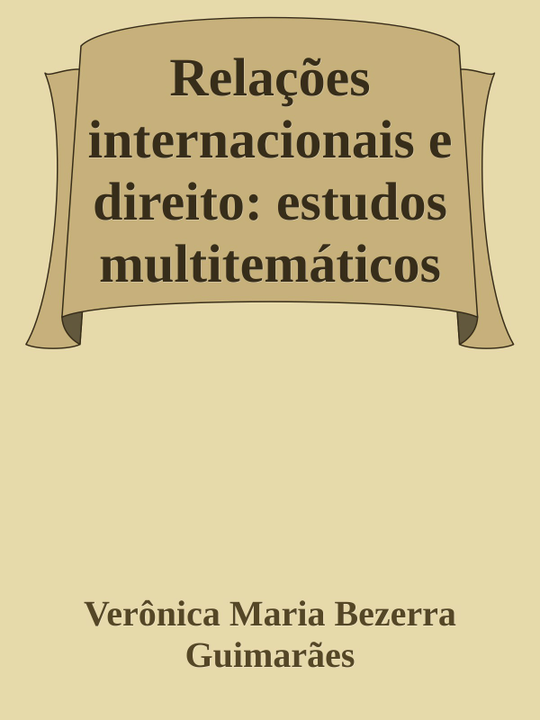 Relações
internacionais e
direito: estudos
multitemáticos
Verônica Maria Bezerra
Guimarães